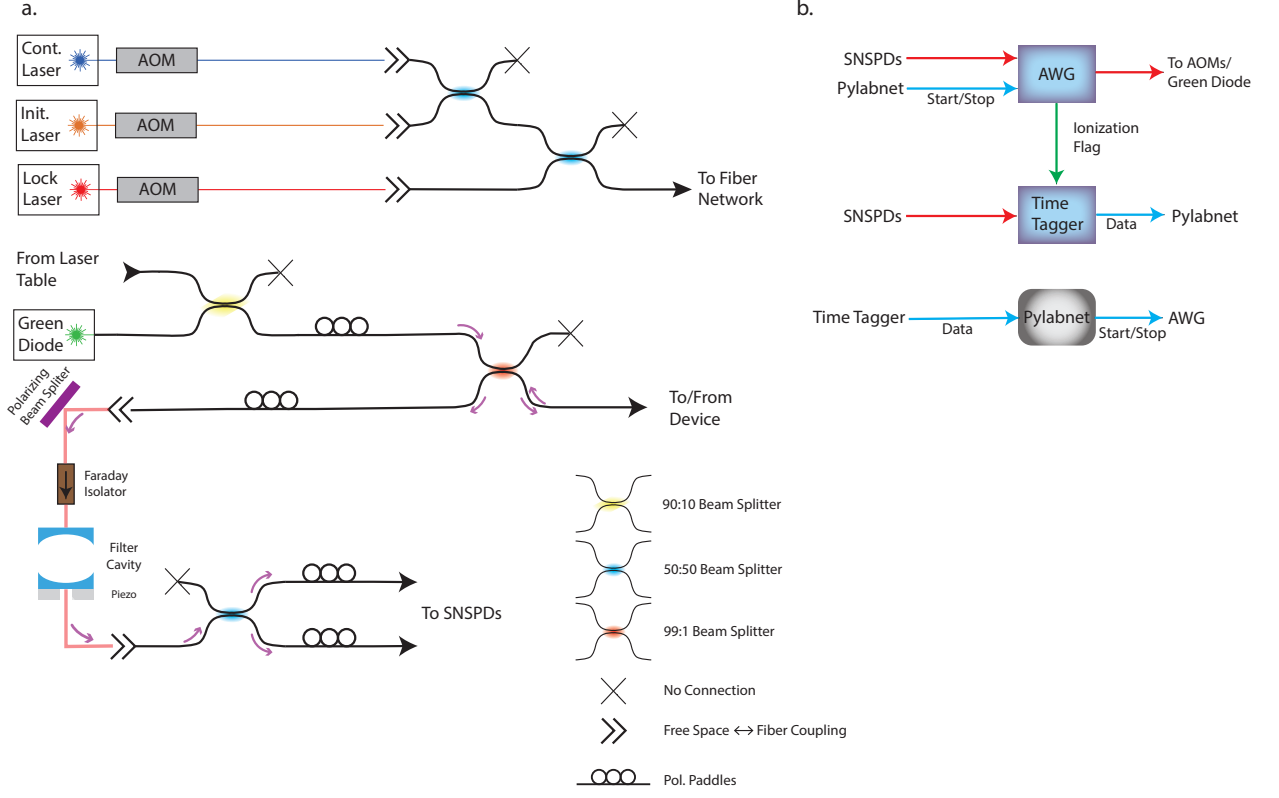 a.
Cont.
Laser
AOM
Init.
Laser
AOM
Lock
Laser
AOM
To Fiber
Network
From Laser
Table
Green
Diode
Polarizing
Beam Spliter
To/From
Device
Faraday
Isolator
Filter
Cavity
Piezo
To SNSPDs
90:10 Beam Splitter
50:50 Beam Splitter
99:1 Beam Splitter
No Connection
Free Space ↔ Fiber Coupling
Pol. Paddles
b.
SNSPDs
Pylabnet
Start/Stop
AWG
To AOMs/
Green Diode
Ionization
Flag
SNSPDs
Time
Tagger
Data
Pylabnet
Time Tagger
Data
Pylabnet
Start/Stop
AWG